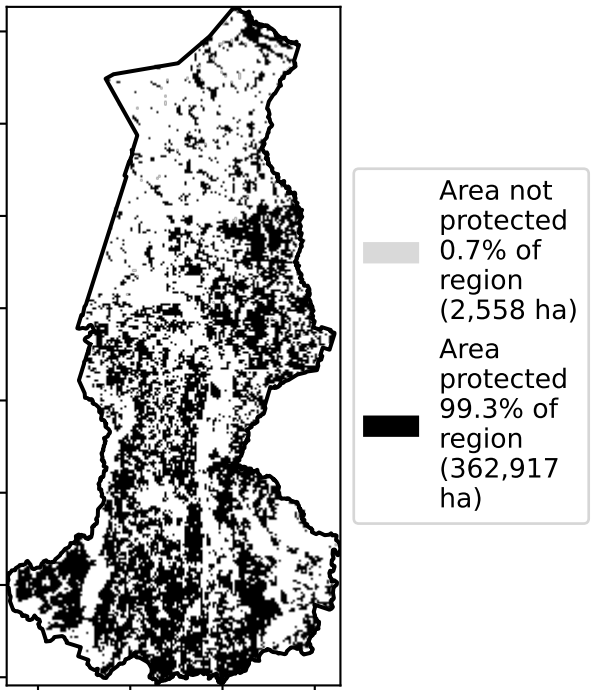 Area not
protected
0.7% of
region
(2,558 ha)
Area
protected
99.3% of
region
(362,917
ha)